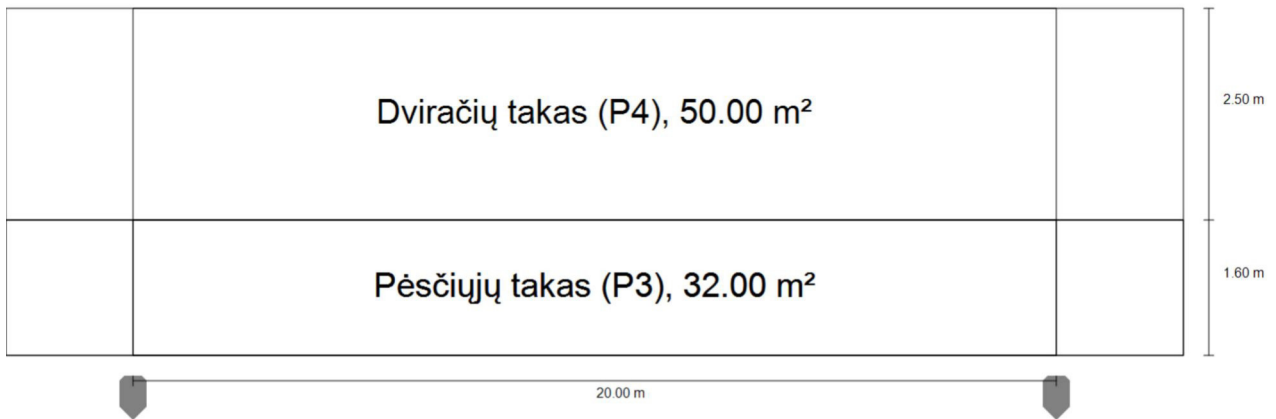 Dviračių takas (P4), 50.00 m²
2.50 m
Pėsčiųjų takas (P3), 32.00 m²
1.60 m
20.00 m